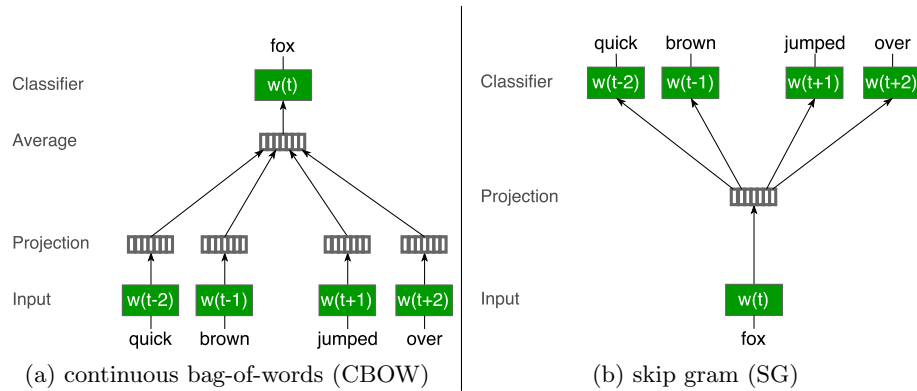 fox
Classifier
w(t)
Average
Projection
Input
w(t-2) w(t-1) w(t+1) w(t+2)
quick brown jumped over
(a) continuous bag-of-words (CBOW)
quick brown jumped over
Classifier
w(t-2) w(t-1) w(t+1) w(t+2)
Projection
Input
w(t)
fox
(b) skip gram (SG)